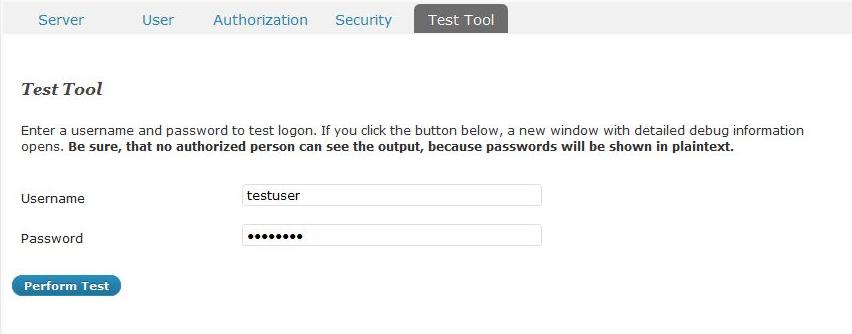 Server User Authorization Security Test Tool
Test Tool
Enter a username and password to test logon. If you click the button below, a new window with detailed debug information
opens. Be sure, that no authorized person can see the output, because passwords will be shown in plaintext.
Username testuser
Password ••••••••
Perform Test